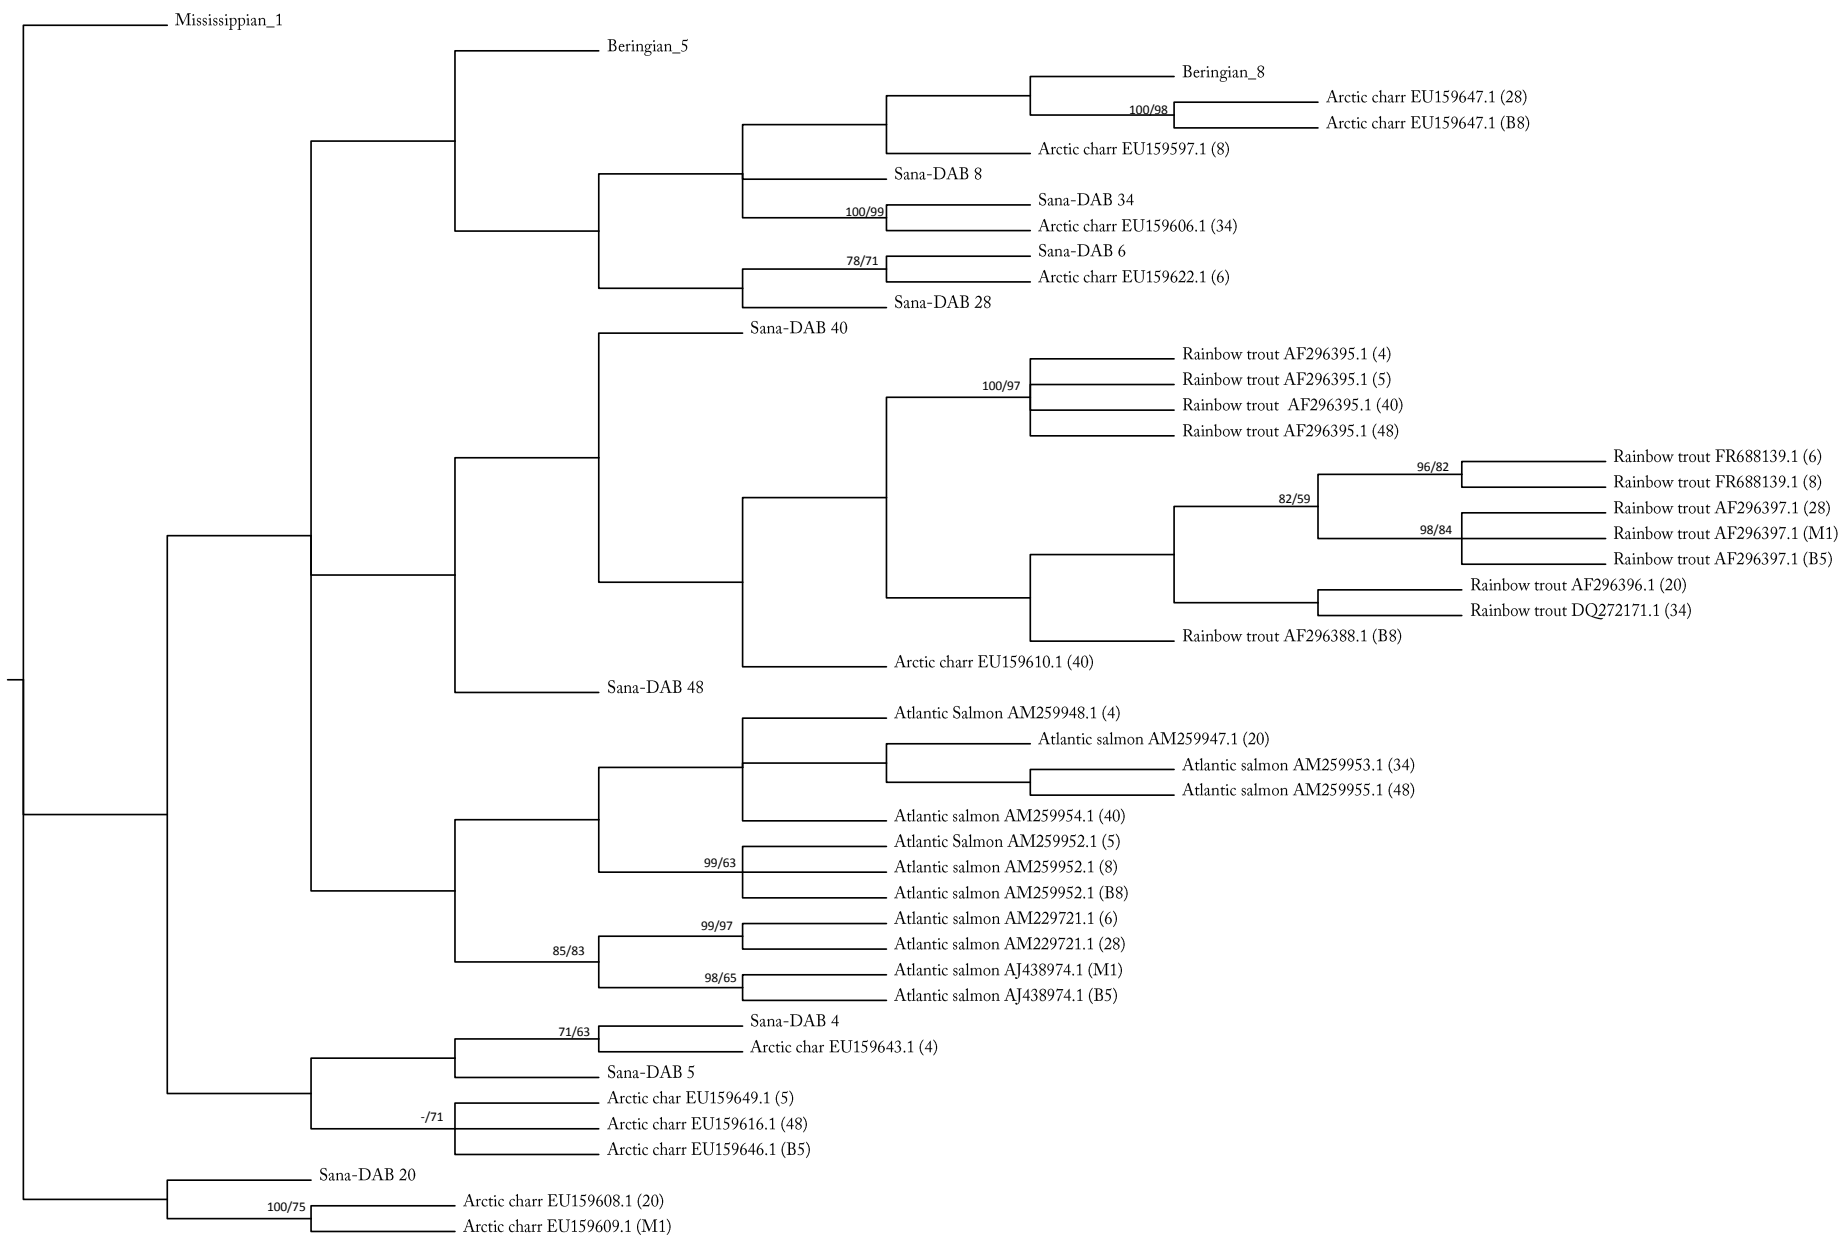 Mississippian_1
Beringian_5
Beringian_8
Arctic charr EU159647.1 (28)
100/98
Arctic charr EU159647.1 (B8)
Arctic charr EU159597.1 (8)
Sana-DAB 8
Sana-DAB 34
100/99
Arctic charr EU159606.1 (34)
Sana-DAB 6
78/71
Arctic charr EU159622.1 (6)
Sana-DAB 28
Sana-DAB 40
Rainbow trout AF296395.1 (4)
Rainbow trout AF296395.1 (5)
100/97
Rainbow trout  AF296395.1 (40)
Rainbow trout AF296395.1 (48)
Rainbow trout FR688139.1 (6)
96/82
Rainbow trout FR688139.1 (8)
82/59
Rainbow trout AF296397.1 (28)
98/84
Rainbow trout AF296397.1 (M1)
Rainbow trout AF296397.1 (B5)
Rainbow trout AF296396.1 (20)
Rainbow trout DQ272171.1 (34)
Rainbow trout AF296388.1 (B8)
Arctic charr EU159610.1 (40)
Sana-DAB 48
Atlantic Salmon AM259948.1 (4)
Atlantic salmon AM259947.1 (20)
Atlantic salmon AM259953.1 (34)
Atlantic salmon AM259955.1 (48)
Atlantic salmon AM259954.1 (40)
Atlantic Salmon AM259952.1 (5)
99/63
Atlantic salmon AM259952.1 (8)
Atlantic salmon AM259952.1 (B8)
Atlantic salmon AM229721.1 (6)
99/97
Atlantic salmon AM229721.1 (28)
85/83
Atlantic salmon AJ438974.1 (M1)
98/65
Atlantic salmon AJ438974.1 (B5)
Sana-DAB 4
71/63
Arctic char EU159643.1 (4)
Sana-DAB 5
Arctic char EU159649.1 (5)
-/71
Arctic charr EU159616.1 (48)
Arctic charr EU159646.1 (B5)
Sana-DAB 20
Arctic charr EU159608.1 (20)
100/75
Arctic charr EU159609.1 (M1)